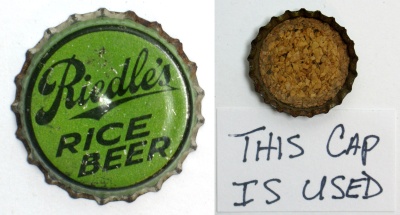 Riedle's
RICE
BEER
THIS CAP
IS USED